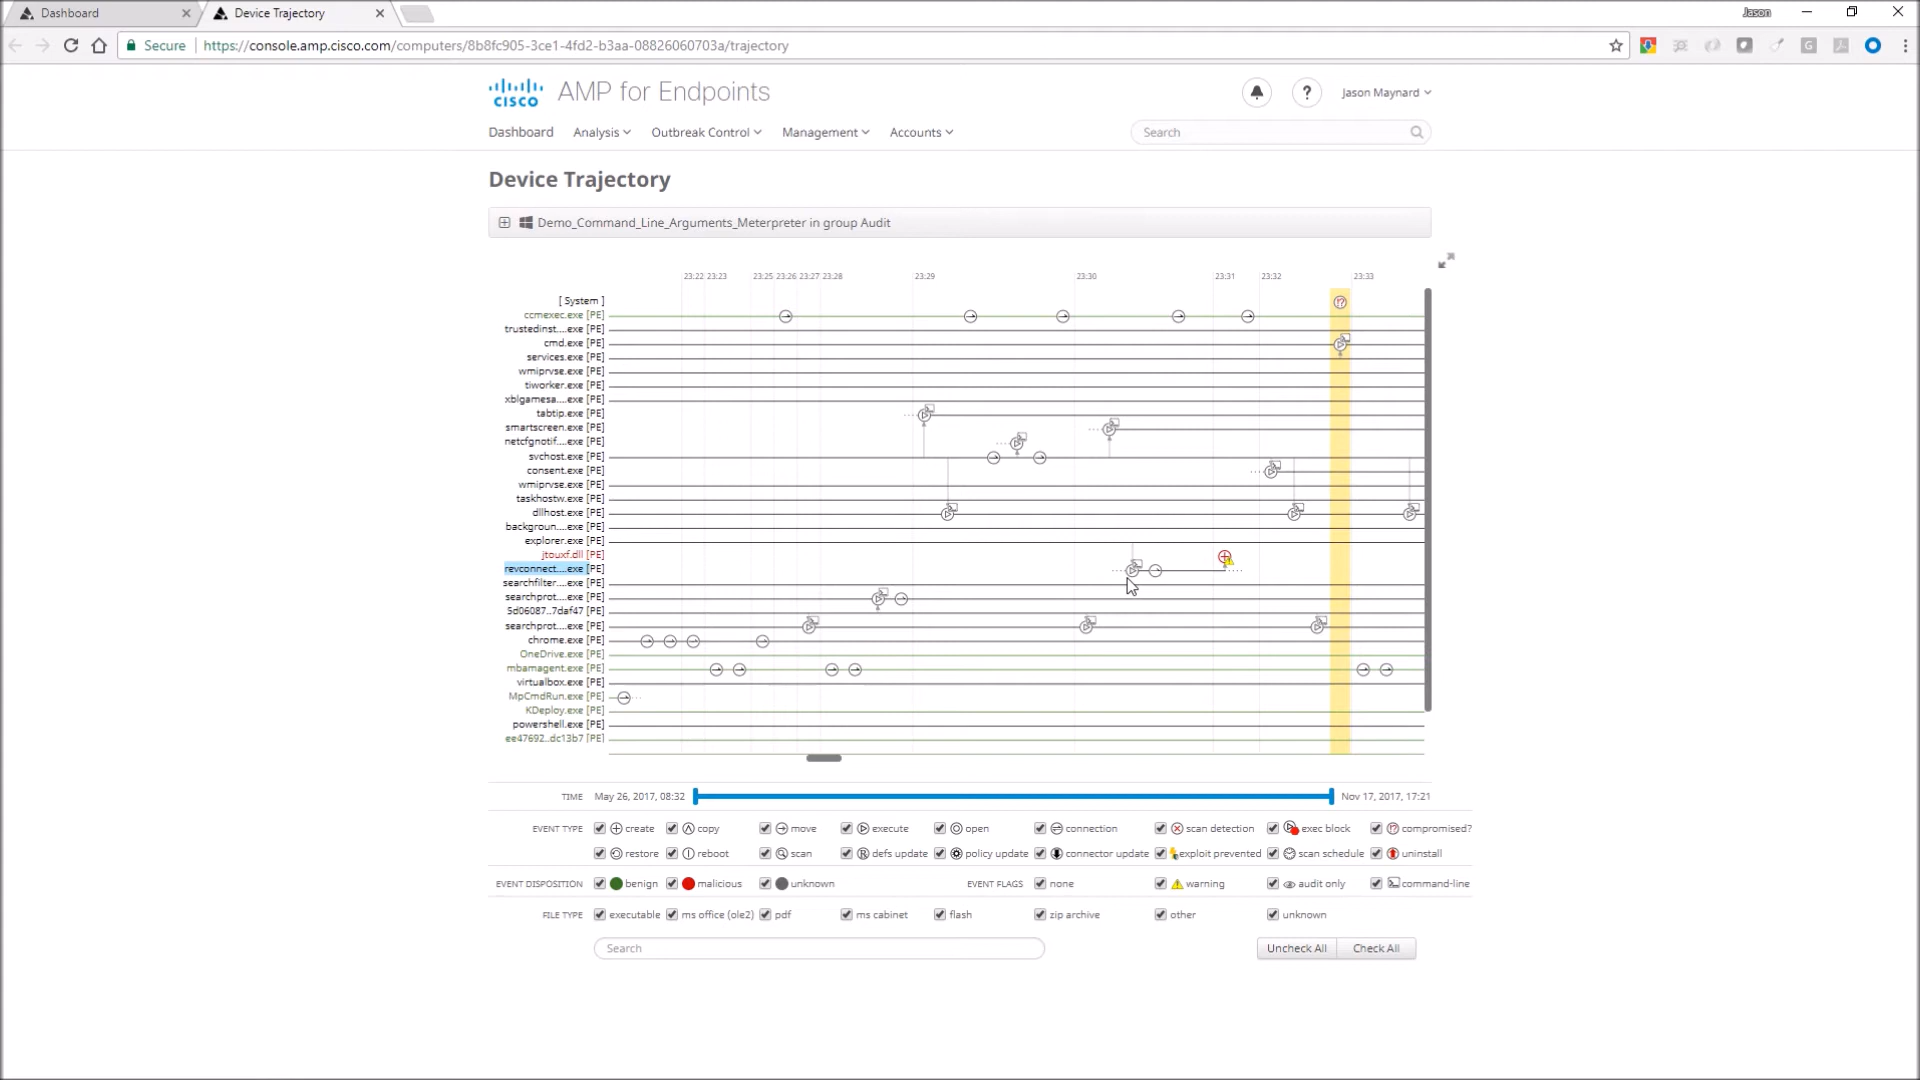 Dashboard
Device Trajectory
Jason
Secure
https://console.amp.cisco.com/computers/8b8fc905-3ce1-4fd2-b3aa-08826060703a/trajectory
CISCO
AMP for Endpoints
?
Jason Maynard
Dashboard
Analysis
Outbreak Control
Management
Accounts
Search
Device Trajectory
Demo_Command_Line_Arguments_Meterpreter in group Audit
23:22 23:23 23:25 23:26 23:27 23:28 23:29 23:30 23:31 23:32 23:33
[ System ]
ccmexec.exe [PE]
trustedinst....exe [PE]
cmd.exe [PE]
services.exe [PE]
wmiprvse.exe [PE]
tiworker.exe [PE]
xblgamesa....exe [PE]
tabtip.exe [PE]
smartscreen.exe [PE]
netcfgnotif....exe [PE]
svchost.exe [PE]
consent.exe [PE]
wmiprvse.exe [PE]
taskhostw.exe [PE]
dllhost.exe [PE]
backgroun....exe [PE]
explorer.exe [PE]
jtouxf.dll [PE]
revconnect....exe [PE]
searchfilter....exe [PE]
searchprot....exe [PE]
5d06087..7daf47 [PE]
searchprot....exe [PE]
chrome.exe [PE]
OneDrive.exe [PE]
mbamagent.exe [PE]
virtualbox.exe [PE]
MpCmdRun.exe [PE]
KDeploy.exe [PE]
powershell.exe [PE]
ee47692..dc13b7 [PE]
TIME May 26, 2017, 08:32 Nov 17, 2017, 17:21
EVENT TYPE create copy move execute open connection scan detection exec block compromised?
restore reboot scan defs update policy update connector update exploit prevented scan schedule uninstall
EVENT DISPOSITION benign malicious unknown EVENT FLAGS none warning audit only command-line
FILE TYPE executable ms office (ole2) pdf ms cabinet flash zip archive other unknown
Search
Uncheck All
Check All